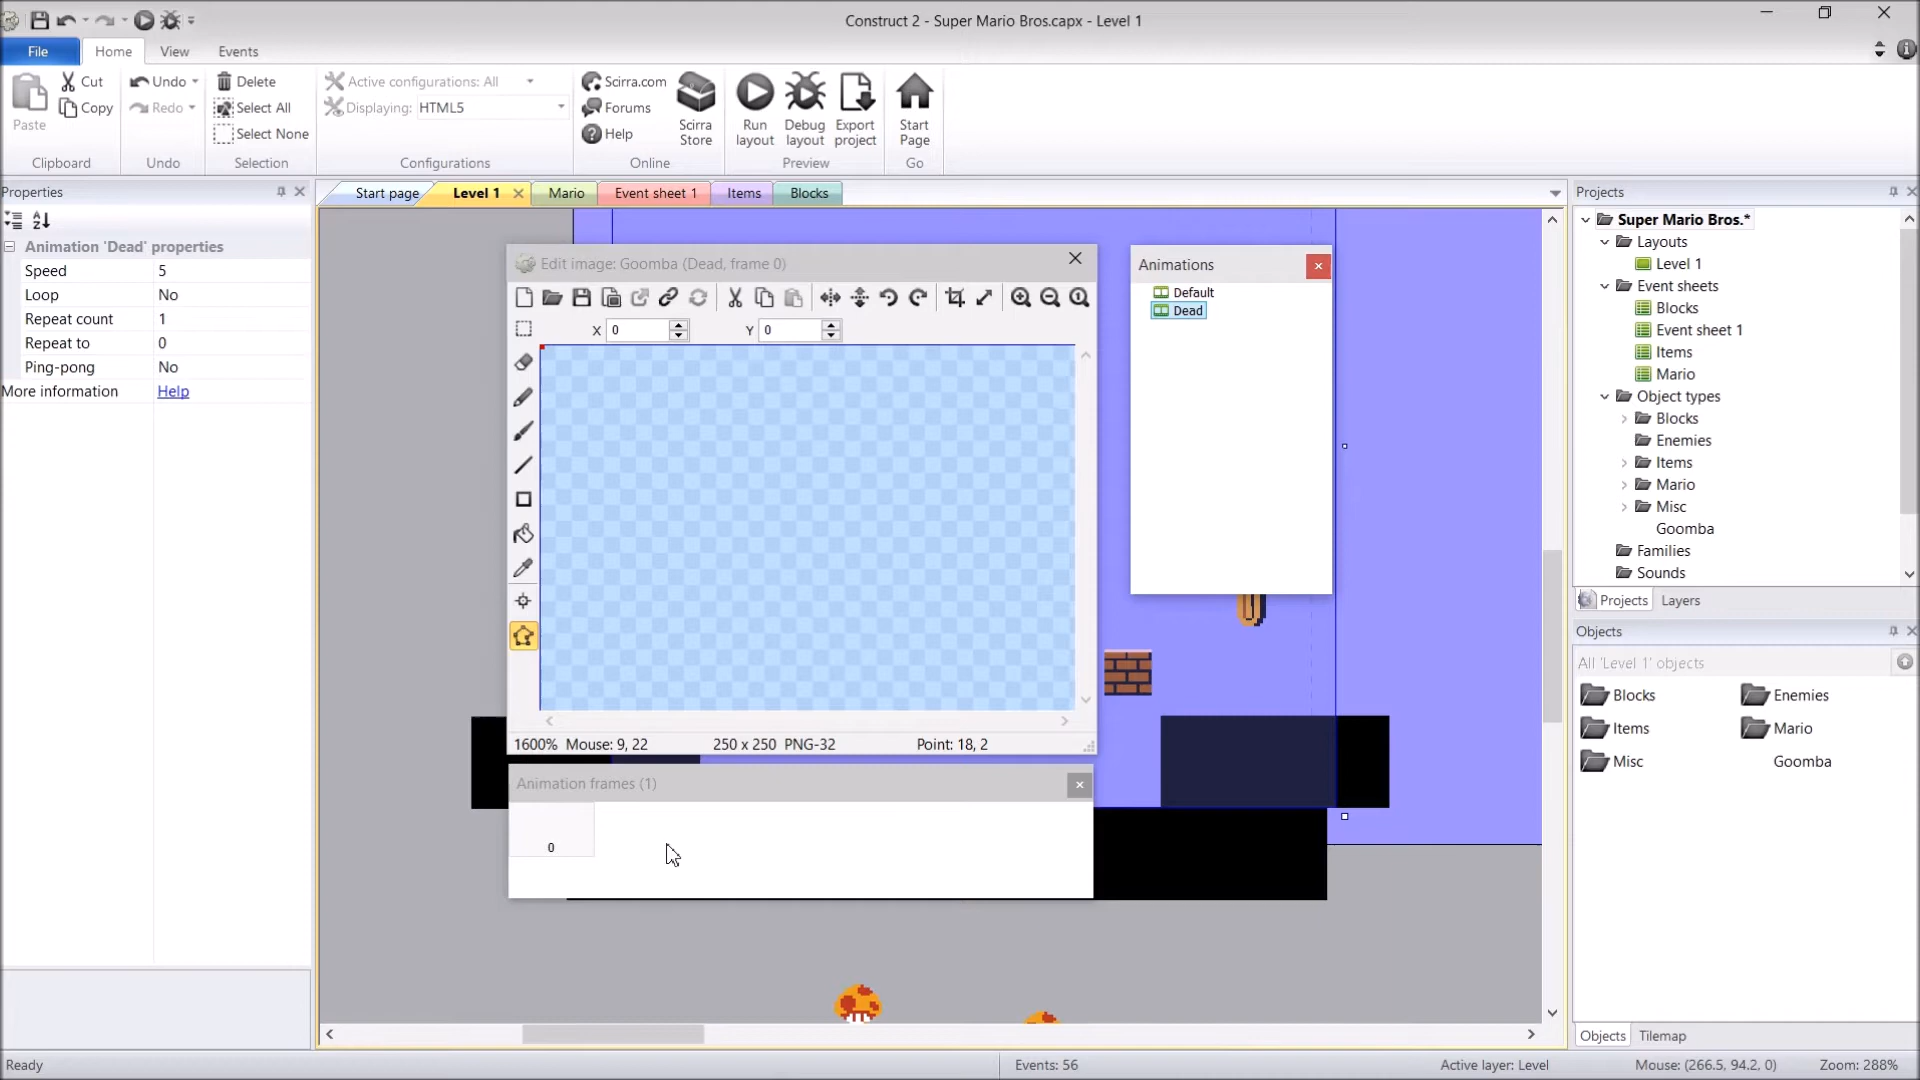 Construct 2 - Super Mario Bros.capx - Level 1
File Home View Events
Paste Cut Copy
Clipboard
Undo Redo
Undo
Delete Select All Select None
Selection
Active configurations: All
Displaying: HTML5
Configurations
Scirra.com Forums Help Scirra Store
Online
Run layout Debug layout Export project
Preview
Start Page
Go
Properties
Animation 'Dead' properties
Speed 5
Loop No
Repeat count 1
Repeat to 0
Ping-pong No
More information Help
Start page Level 1 Mario Event sheet 1 Items Blocks
Edit image: Goomba (Dead, frame 0)
X 0 Y 0
1600% Mouse: 9, 22 250 x 250 PNG-32 Point: 18, 2
Animation frames (1)
0
Animations
Default
Dead
Projects
Super Mario Bros.*
Layouts
Level 1
Event sheets
Blocks
Event sheet 1
Items
Mario
Object types
Blocks
Enemies
Items
Mario
Misc
Goomba
Families
Sounds
Projects Layers
Objects
All 'Level 1' objects
Blocks Enemies
Items Mario
Misc Goomba
Objects Tilemap
Ready Events: 56 Active layer: Level Mouse: (266.5, 94.2, 0) Zoom: 288%